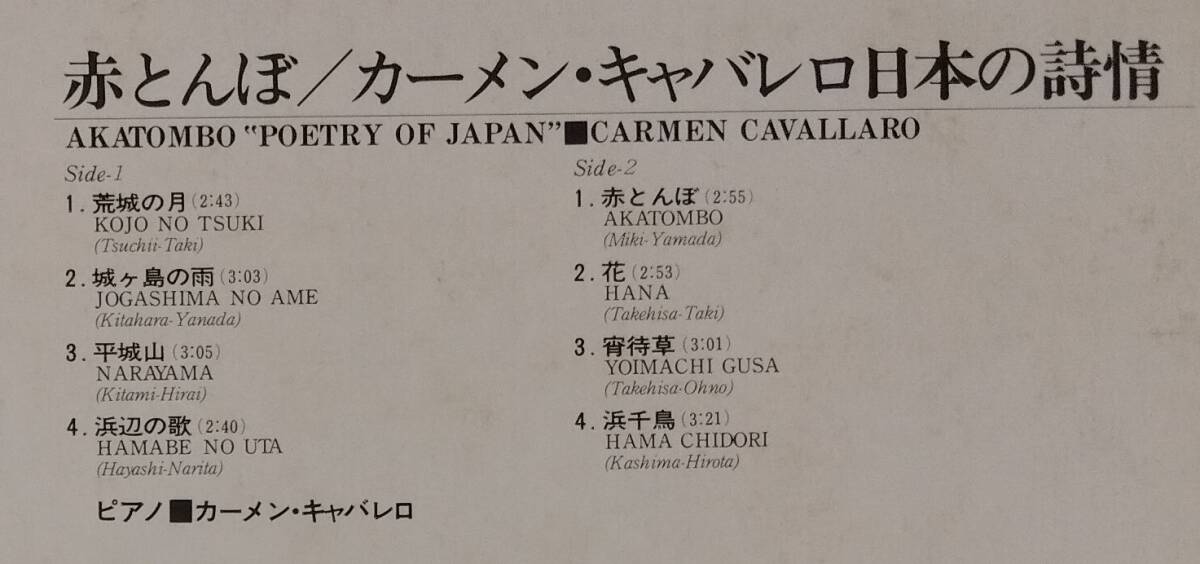 赤とんぼ/カーメン・キャバレロ日本の詩情
AKATOMBO "POETRY OF JAPAN"■CARMEN CAVALLARO
Side-1
1. 荒城の月(2:43)
KOJO NO TSUKI
(Tsuchii-Taki)
2. 城ヶ島の雨(3:03)
JOGASHIMA NO AME
(Kitahara-Yanada)
3. 平城山(3:05)
NARAYAMA
(Kitami-Hirai)
4. 浜辺の歌(2:40)
HAMABE NO UTA
(Hayashi-Narita)
Side-2
1. 赤とんぼ(2:55)
AKATOMBO
(Miki-Yamada)
2. 花(2:53)
HANA
(Takehisa-Taki)
3. 宵待草(3:01)
YOIMACHI GUSA
(Takehisa-Ohno)
4. 浜千鳥(3:21)
HAMA CHIDORI
(Kashima-Hirota)
ピアノ■カーメン・キャバレロ